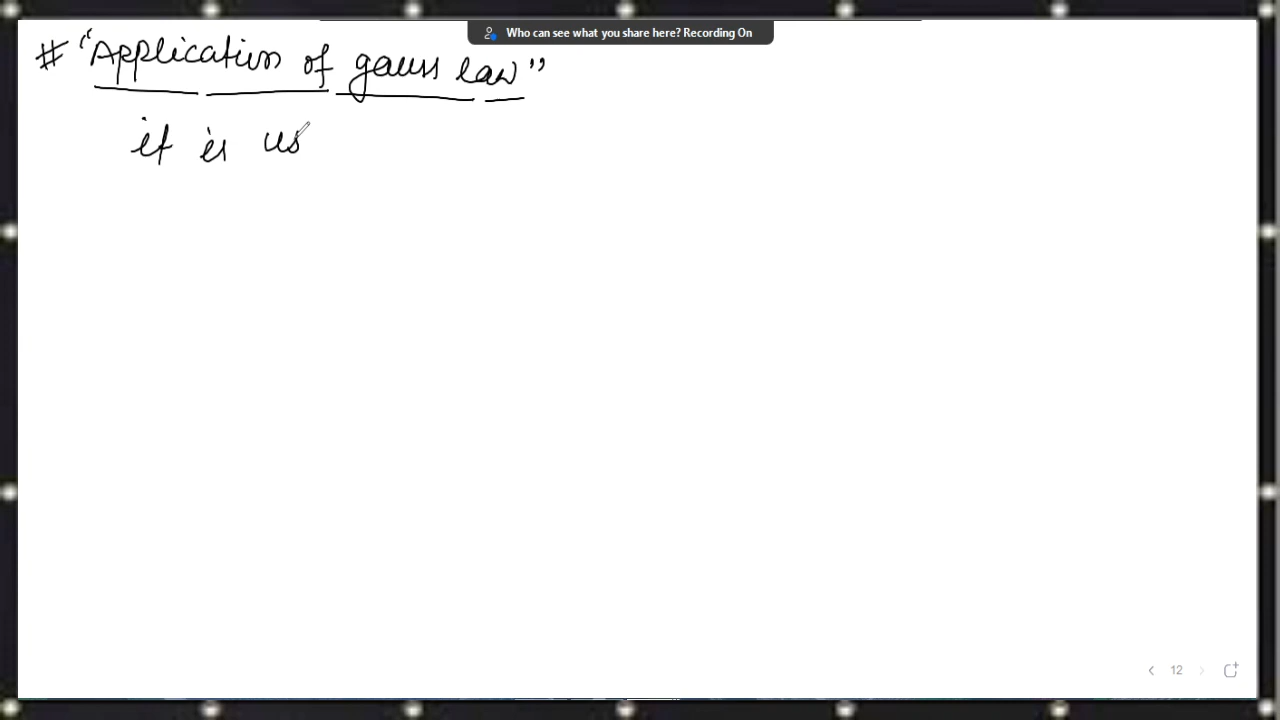 Who can see what you share here? Recording On
# "Application of gauss law"
it is us
12